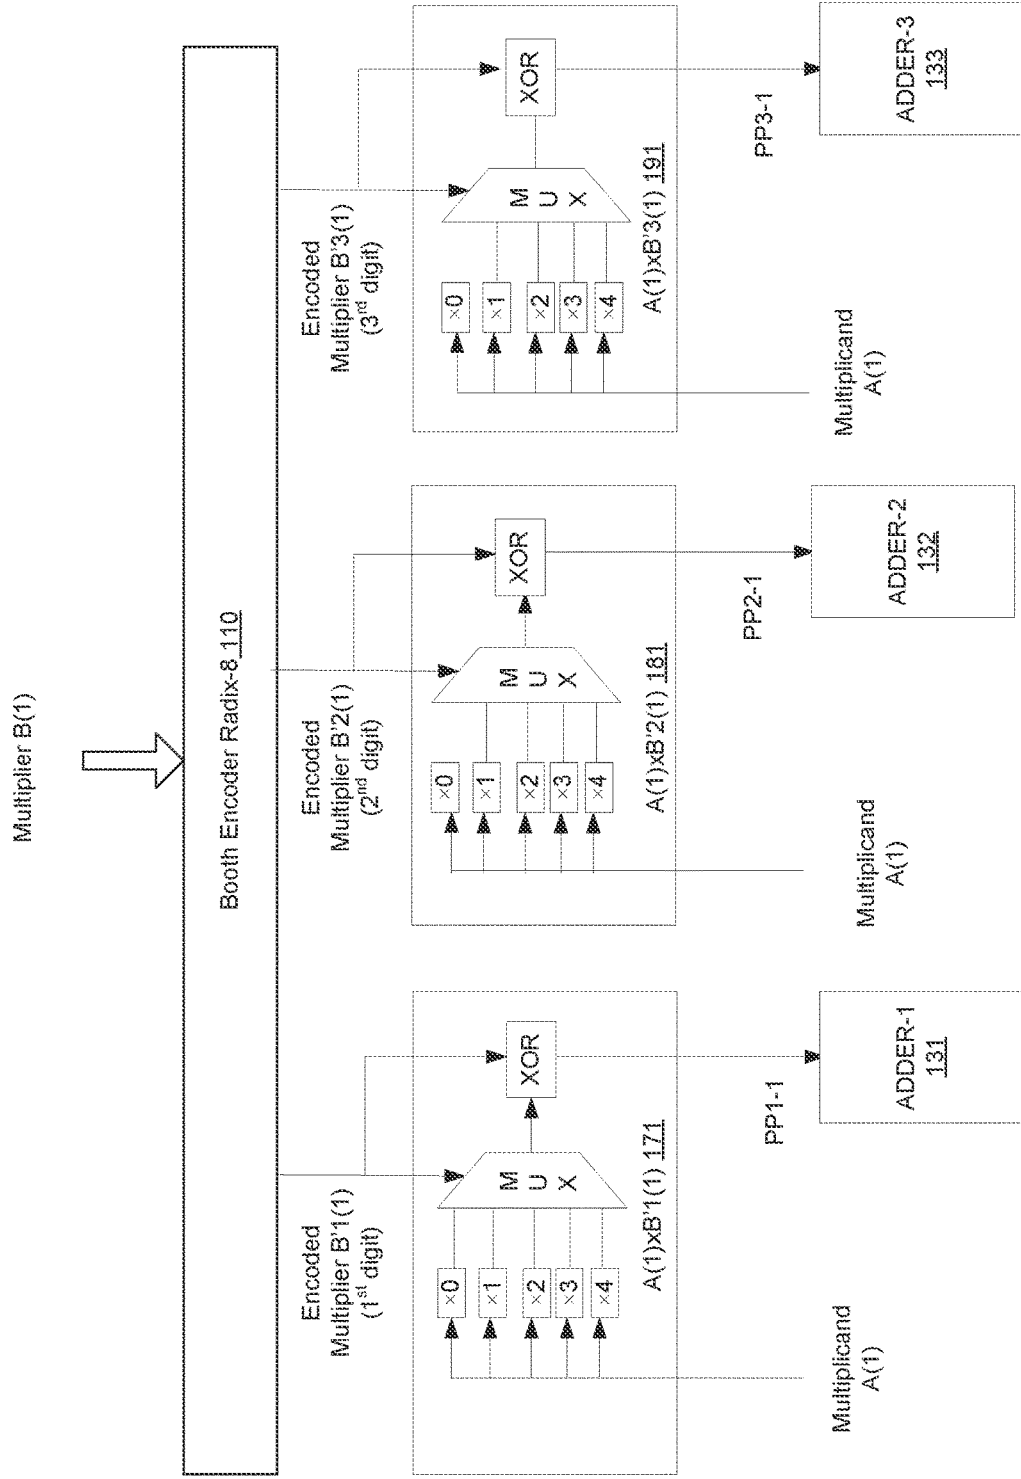 Multiplier B(1)
Booth Encoder Radix-8 110
Encoded
Multiplier B'1(1)
(1st digit)
×0
×1
×2
×3
×4
M
U
X
XOR
A(1)xB'1(1) 171
Multiplicand
A(1)
PP1-1
ADDER-1
131
Encoded
Multiplier B'2(1)
(2nd digit)
×0
×1
×2
×3
×4
M
U
X
XOR
A(1)xB'2(1) 181
Multiplicand
A(1)
PP2-1
ADDER-2
132
Encoded
Multiplier B'3(1)
(3rd digit)
×0
×1
×2
×3
×4
M
U
X
XOR
A(1)xB'3(1) 191
Multiplicand
A(1)
PP3-1
ADDER-3
133